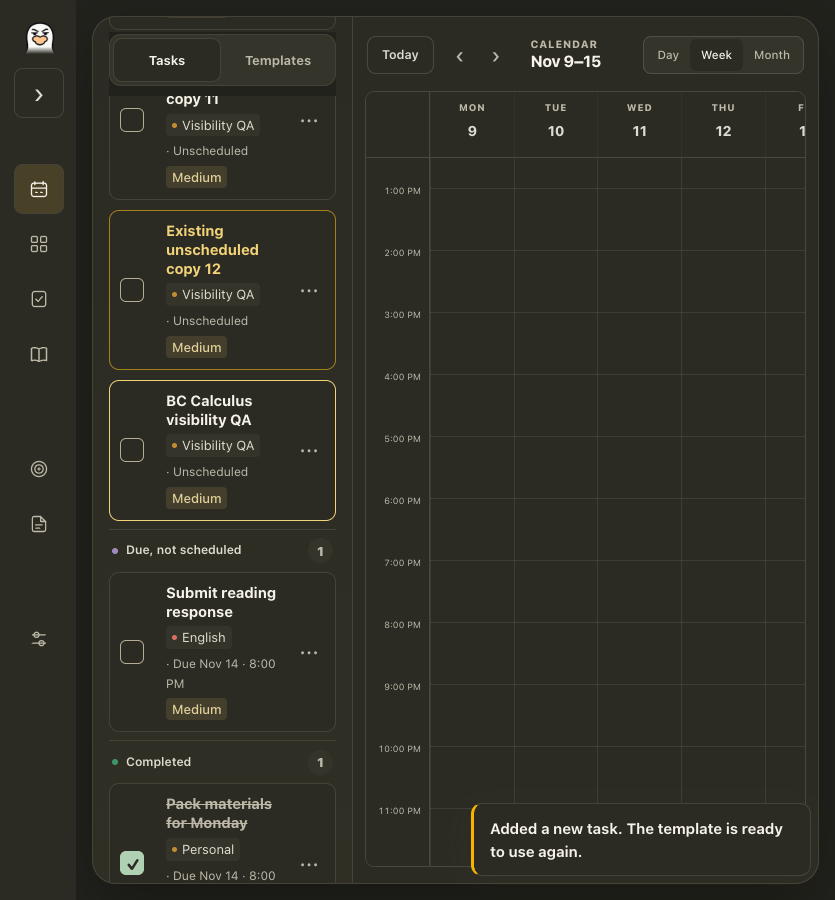 Tasks
Templates
copy 11
Visibility QA
· Unscheduled
Medium
Existing
unscheduled
copy 12
Visibility QA
· Unscheduled
Medium
BC Calculus
visibility QA
Visibility QA
· Unscheduled
Medium
Due, not scheduled
1
Submit reading
response
English
· Due Nov 14 · 8:00
PM
Medium
Completed
1
Pack materials
for Monday
Personal
· Due Nov 14 · 8:00
Today
CALENDAR
Nov 9–15
Day
Week
Month
MON
9
TUE
10
WED
11
THU
12
1:00 PM
2:00 PM
3:00 PM
4:00 PM
5:00 PM
6:00 PM
7:00 PM
8:00 PM
9:00 PM
10:00 PM
11:00 PM
Added a new task. The template is ready
to use again.